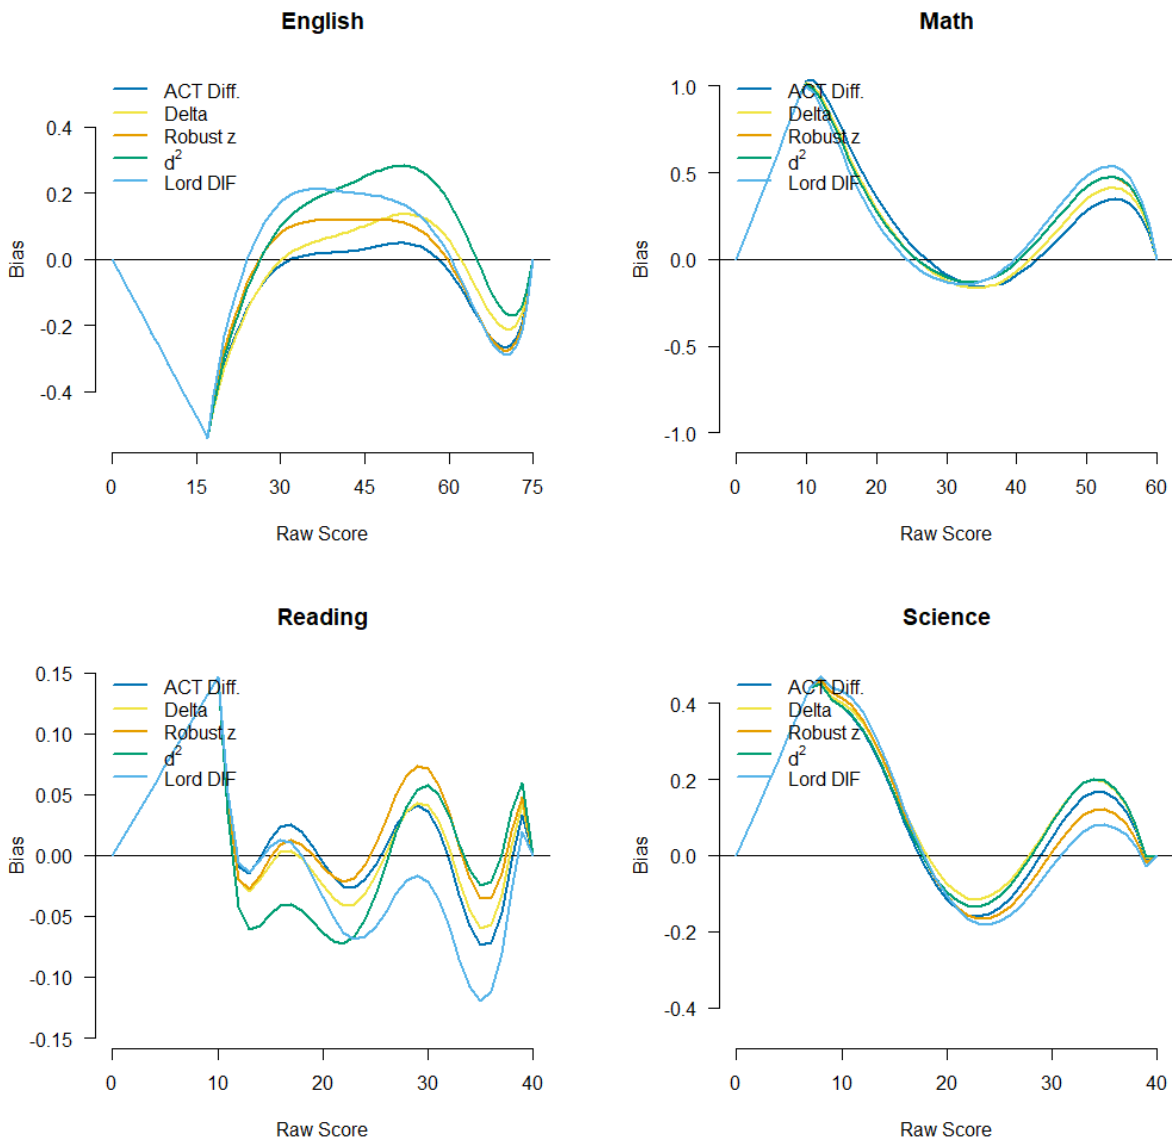 English
ACT Diff.
Delta
Robust z
d²
Lord DIF
0.4
0.2
0.0
-0.2
-0.4
Bias
0 15 30 45 60 75
Raw Score
Math
ACT Diff.
Delta
Robust z
d²
Lord DIF
1.0
0.5
0.0
-0.5
-1.0
Bias
0 10 20 30 40 50 60
Raw Score
Reading
ACT Diff.
Delta
Robust z
d²
Lord DIF
0.15
0.10
0.05
0.00
-0.05
-0.10
-0.15
Bias
0 10 20 30 40
Raw Score
Science
ACT Diff.
Delta
Robust z
d²
Lord DIF
0.4
0.2
0.0
-0.2
-0.4
Bias
0 10 20 30 40
Raw Score